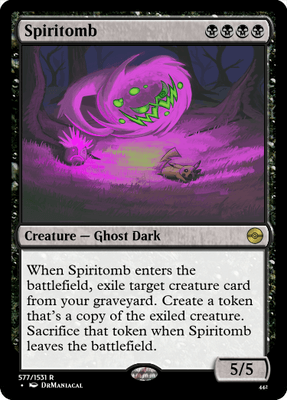 Spiritomb
Creature — Ghost Dark
When Spiritomb enters the
battlefield, exile target creature card
from your graveyard. Create a token
that's a copy of the exiled creature.
Sacrifice that token when Spiritomb
leaves the battlefield.
5/5
577/1531 R
• DrManiacal
442